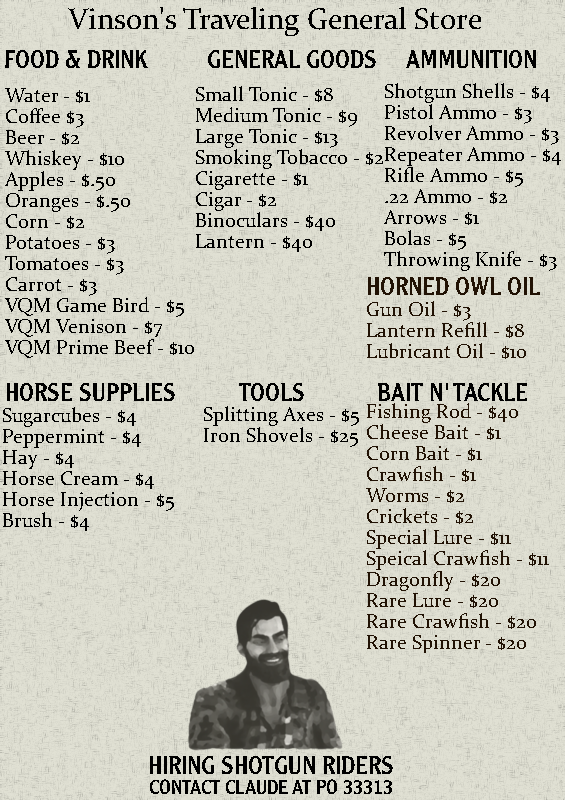 Vinson's Traveling General Store
FOOD & DRINK
Water - $1
Coffee $3
Beer - $2
Whiskey - $10
Apples - $.50
Oranges - $.50
Corn - $2
Potatoes - $3
Tomatoes - $3
Carrot - $3
VQM Game Bird - $5
VQM Venison - $7
VQM Prime Beef - $10
GENERAL GOODS
Small Tonic - $8
Medium Tonic - $9
Large Tonic - $13
Smoking Tobacco - $2
Cigarette - $1
Cigar - $2
Binoculars - $40
Lantern - $40
AMMUNITION
Shotgun Shells - $4
Pistol Ammo - $3
Revolver Ammo - $3
Repeater Ammo - $4
Rifle Ammo - $5
.22 Ammo - $2
Arrows - $1
Bolas - $5
Throwing Knife - $3
HORNED OWL OIL
Gun Oil - $3
Lantern Refill - $8
Lubricant Oil - $10
HORSE SUPPLIES
Sugarcubes - $4
Peppermint - $4
Hay - $4
Horse Cream - $4
Horse Injection - $5
Brush - $4
TOOLS
Splitting Axes - $5
Iron Shovels - $25
BAIT N' TACKLE
Fishing Rod - $40
Cheese Bait - $1
Corn Bait - $1
Crawfish - $1
Worms - $2
Crickets - $2
Special Lure - $11
Speical Crawfish - $11
Dragonfly - $20
Rare Lure - $20
Rare Crawfish - $20
Rare Spinner - $20
HIRING SHOTGUN RIDERS
CONTACT CLAUDE AT PO 33313